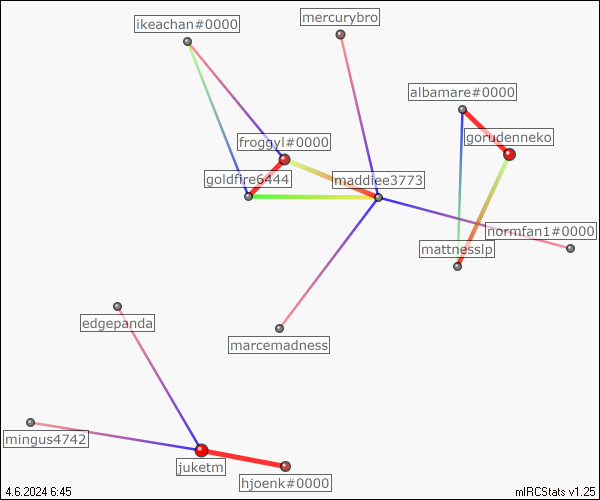 mercurybro
ikeachan#0000
albamare#0000
gorudenneko
froggyl#0000
goldfire6444
maddiee3773
normfan1#0000
mattnesslp
edgepanda
marcemadness
mingus4742
juketm
hjoenk#0000
4.6.2024 6:45
mIRCStats v1.25